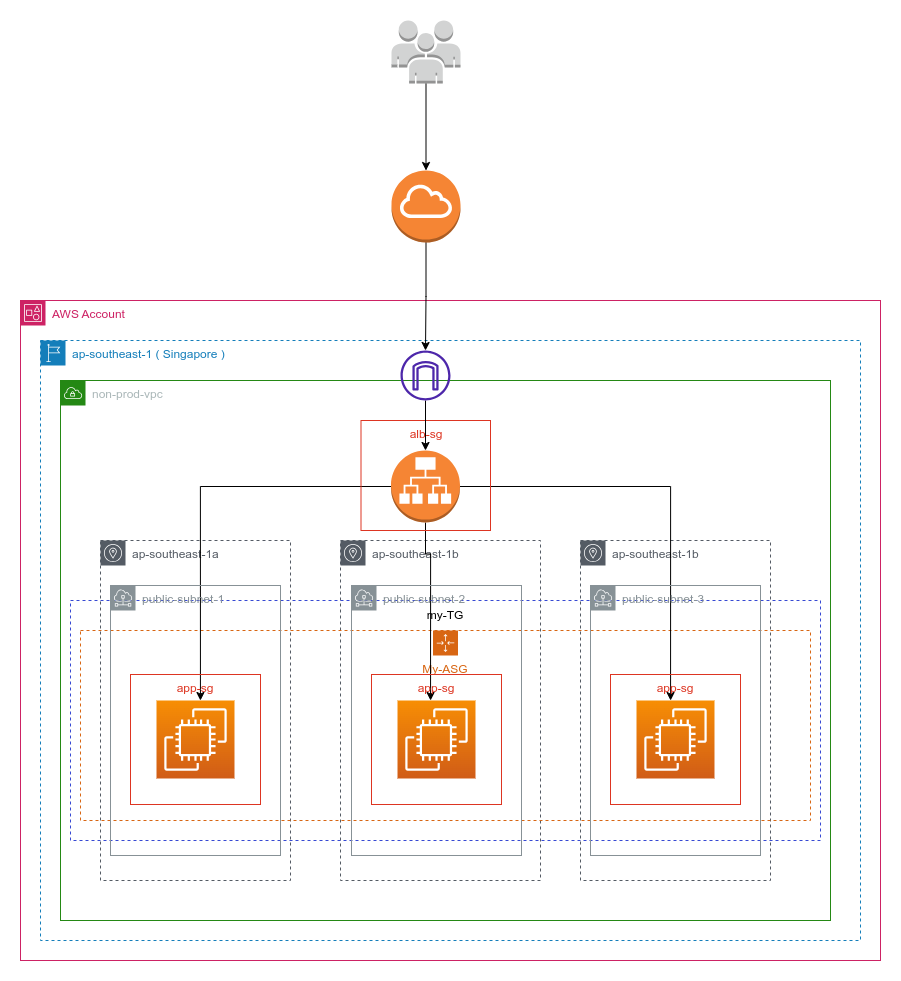 AWS Account
ap-southeast-1 ( Singapore )
non-prod-vpc
alb-sg
ap-southeast-1a
ap-southeast-1b
ap-southeast-1b
public-subnet-1
public-subnet-2
public-subnet-3
my-TG
My-ASG
app-sg
app-sg
app-sg